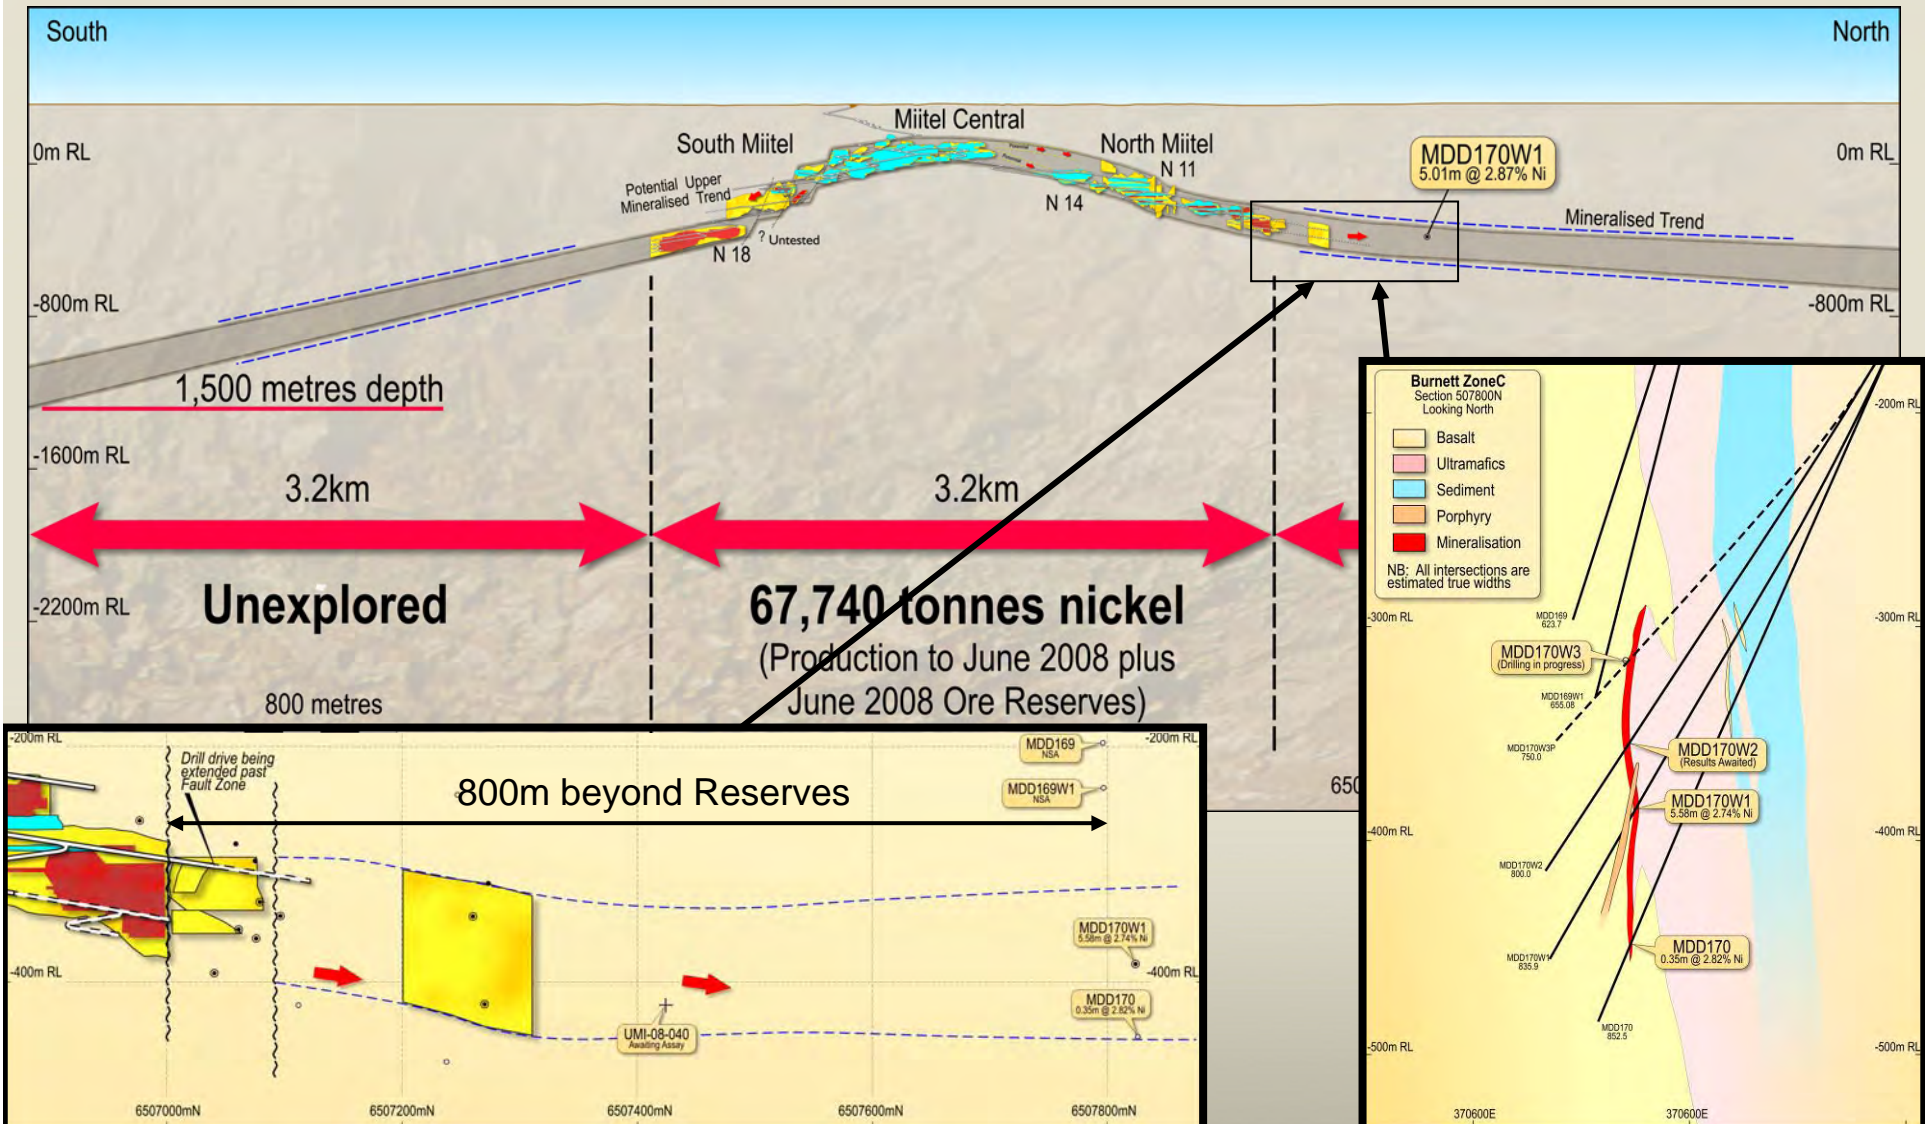 South
North
Miitel Central
South Miitel
North Miitel
N 11
0m RL
MDD170W1
5.01m @ 2.87% Ni
0m RL
Potential Upper
Mineralised Trend
Potential
Potential
N 14
Mineralised Trend
? Untested
N 18
-800m RL
-800m RL
1,500 metres depth
-1600m RL
3.2km
3.2km
Unexplored
67,740 tonnes nickel
(Production to June 2008 plus
June 2008 Ore Reserves)
-2200m RL
800 metres
650
-200m RL
Drill drive being
extended past
Fault Zone
800m beyond Reserves
MDD169
NSA
-200m RL
MDD169W1
NSA
MDD170W1
5.58m @ 2.74% Ni
-400m RL
-400m RL
MDD170
0.35m @ 2.82% Ni
UMI-08-040
Awaiting Assay
6507000mN
6507200mN
6507400mN
6507600mN
6507800mN
Burnett ZoneC
Section 507800N
Looking North
Basalt
Ultramafics
Sediment
Porphyry
Mineralisation
NB: All intersections are
estimated true widths
-200m RL
-300m RL
MDD169
623.7
-300m RL
MDD170W3
(Drilling in progress)
MDD169W1
655.08
MDD170W3P
750.0
MDD170W2
(Results Awaited)
MDD170W1
5.58m @ 2.74% Ni
-400m RL
-400m RL
MDD170W2
800.0
MDD170W1
835.9
MDD170
0.35m @ 2.82% Ni
MDD170
852.5
-500m RL
-500m RL
370600E
370600E